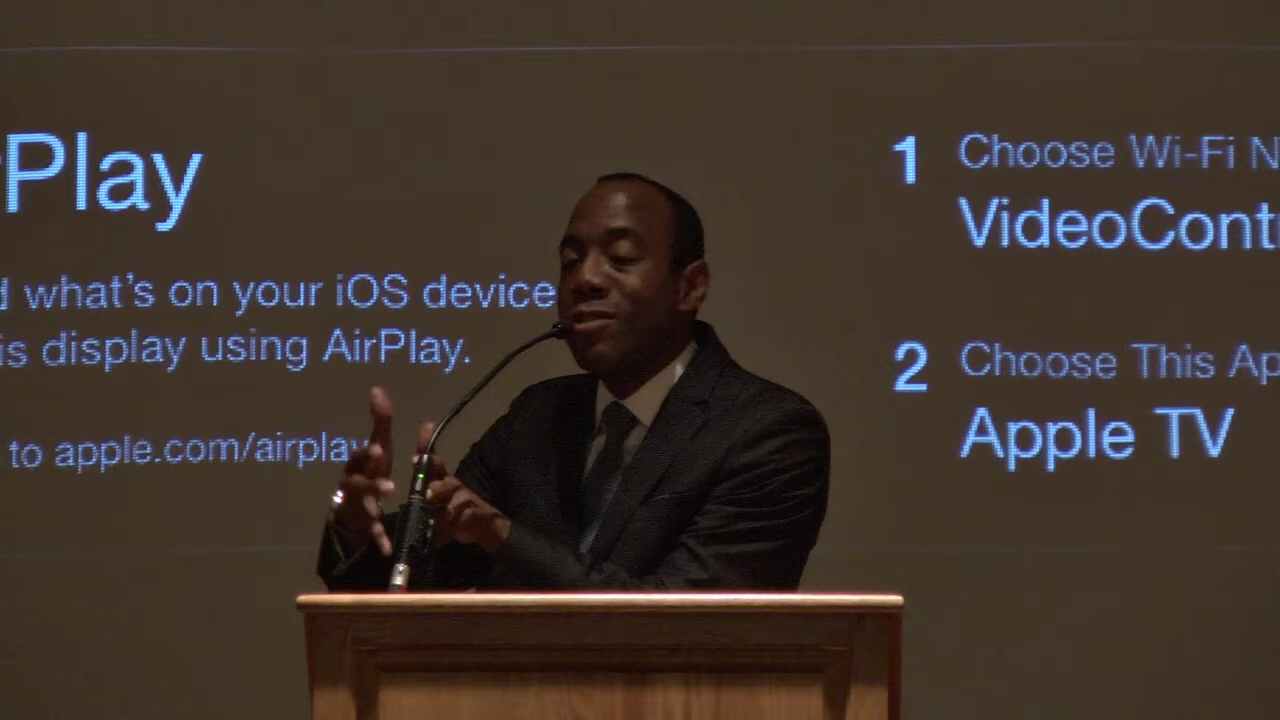 rPlay
what's on your iOS device
is display using AirPlay.
to apple.com/airplay
1 Choose Wi-Fi N
VideoCont
2 Choose This Ap
Apple TV